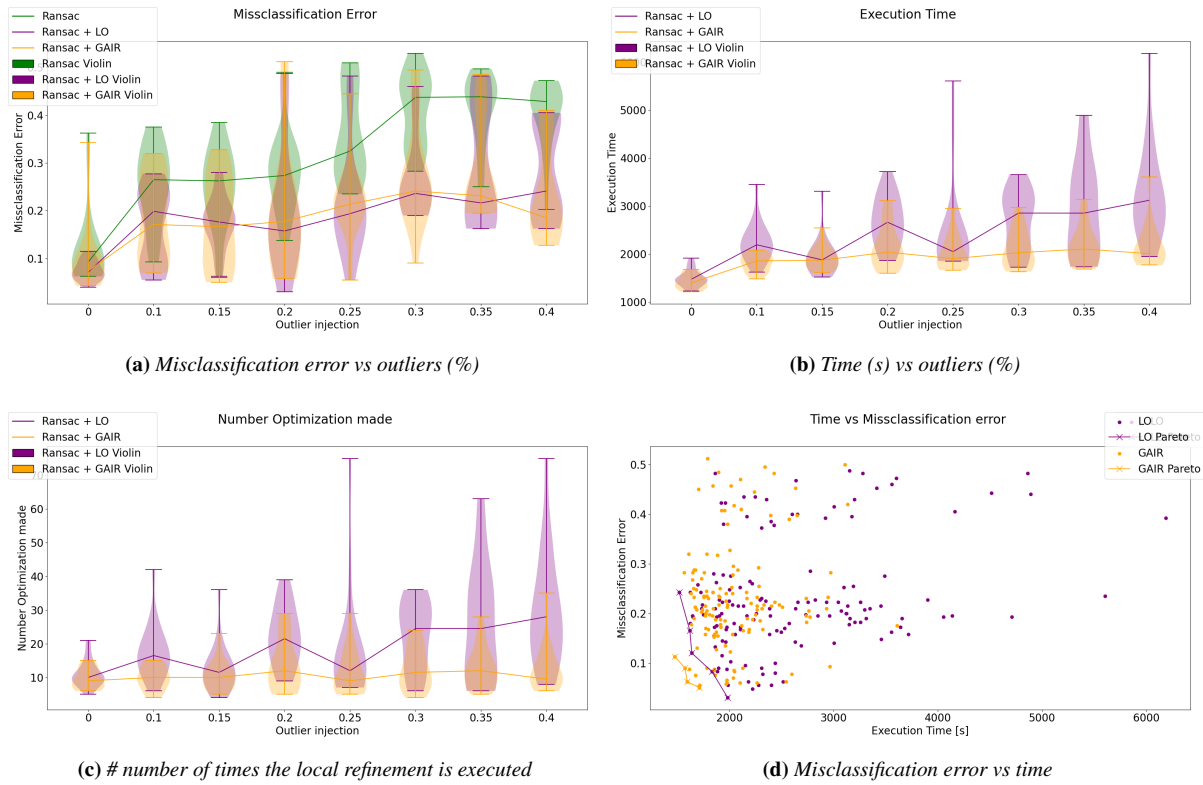 Missclassification Error
Ransac
Ransac + LO
Ransac + GAIR
Ransac Violin
Ransac + LO Violin
Ransac + GAIR Violin
0.4
0.3
0.2
0.1
Missclassification Error
0 0.1 0.15 0.2 0.25 0.3 0.35 0.4
Outlier injection
(a) Misclassification error vs outliers (%)
Execution Time
Ransac + LO
Ransac + GAIR
Ransac + LO Violin
Ransac + GAIR Violin
5000
4000
3000
2000
1000
Execution Time
0 0.1 0.15 0.2 0.25 0.3 0.35 0.4
Outlier injection
(b) Time (s) vs outliers (%)
Number Optimization made
Ransac + LO
Ransac + GAIR
Ransac + LO Violin
Ransac + GAIR Violin
70
60
50
40
30
20
10
Number Optimization made
0 0.1 0.15 0.2 0.25 0.3 0.35 0.4
Outlier injection
(c) # number of times the local refinement is executed
Time vs Missclassification error
LO
LO Pareto
GAIR
GAIR Pareto
0.5
0.4
0.3
0.2
0.1
Missclassification Error
2000 3000 4000 5000 6000
Execution Time [s]
(d) Misclassification error vs time